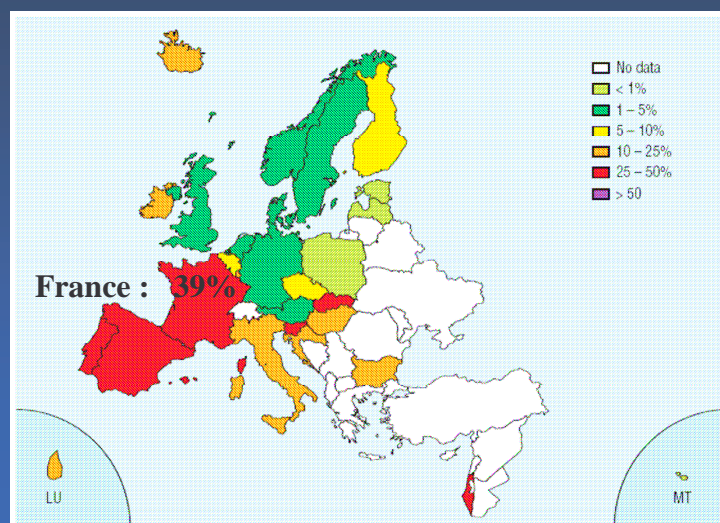 No data
< 1%
1 – 5%
5 – 10%
10 – 25%
25 – 50%
> 50
France : 39%
LU
MT